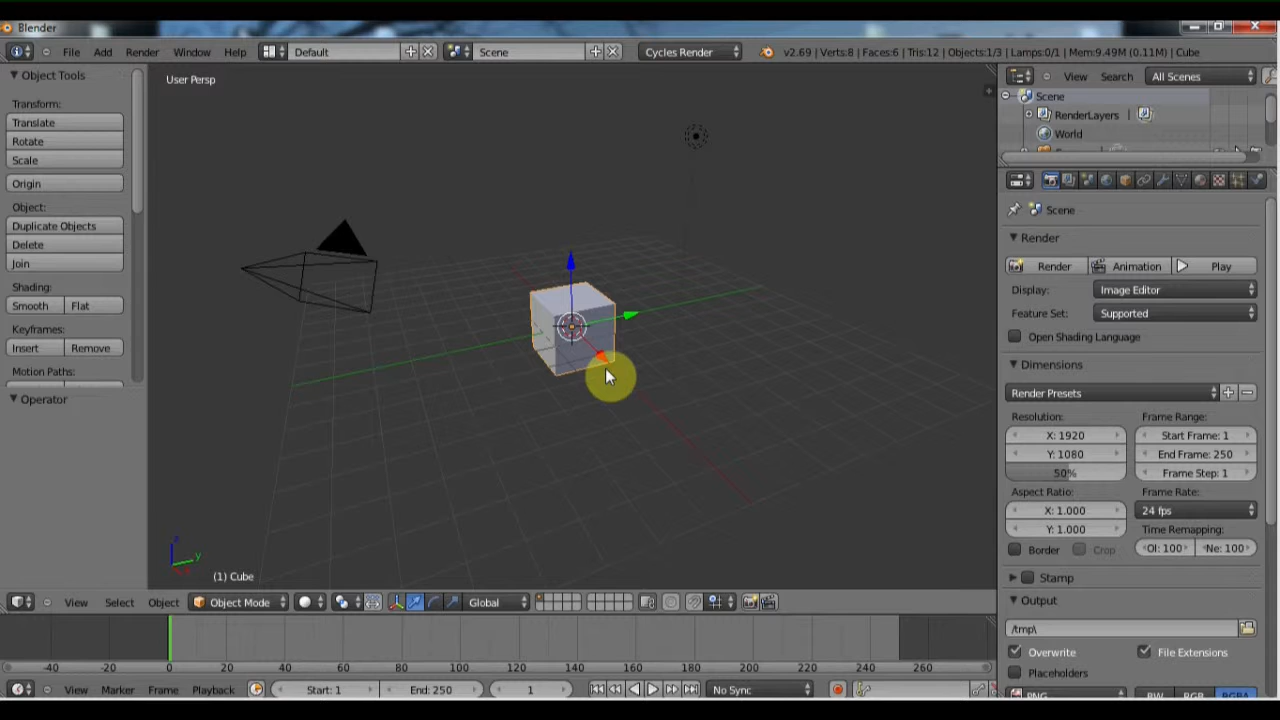 Blender
File Add Render Window Help Default Scene Cycles Render v2.69 | Verts:8 | Faces:6 | Tris:12 | Objects:1/3 | Lamps:0/1 | Mem:9.49M (0.11M) | Cube
Object Tools
Transform:
Translate
Rotate
Scale
Origin
Object:
Duplicate Objects
Delete
Join
Shading:
Smooth Flat
Keyframes:
Insert Remove
Motion Paths:
Operator
User Persp
z
y
(1) Cube
View Select Object Object Mode Global
-40 -20 0 20 40 60 80 100 120 140 160 180 200 220 240 260
View Marker Frame Playback Start: 1 End: 250 1 No Sync
View Search All Scenes
Scene
RenderLayers |
World
Scene
Render
Render Animation Play
Display: Image Editor
Feature Set: Supported
Open Shading Language
Dimensions
Render Presets
Resolution: Frame Range:
X: 1920 Start Frame: 1
Y: 1080 End Frame: 250
50% Frame Step: 1
Aspect Ratio: Frame Rate:
X: 1.000 24 fps
Y: 1.000 Time Remapping:
Border Crop Ol: 100 Ne: 100
Stamp
Output
/tmp\
Overwrite File Extensions
Placeholders
PNG BW RGB RGBA